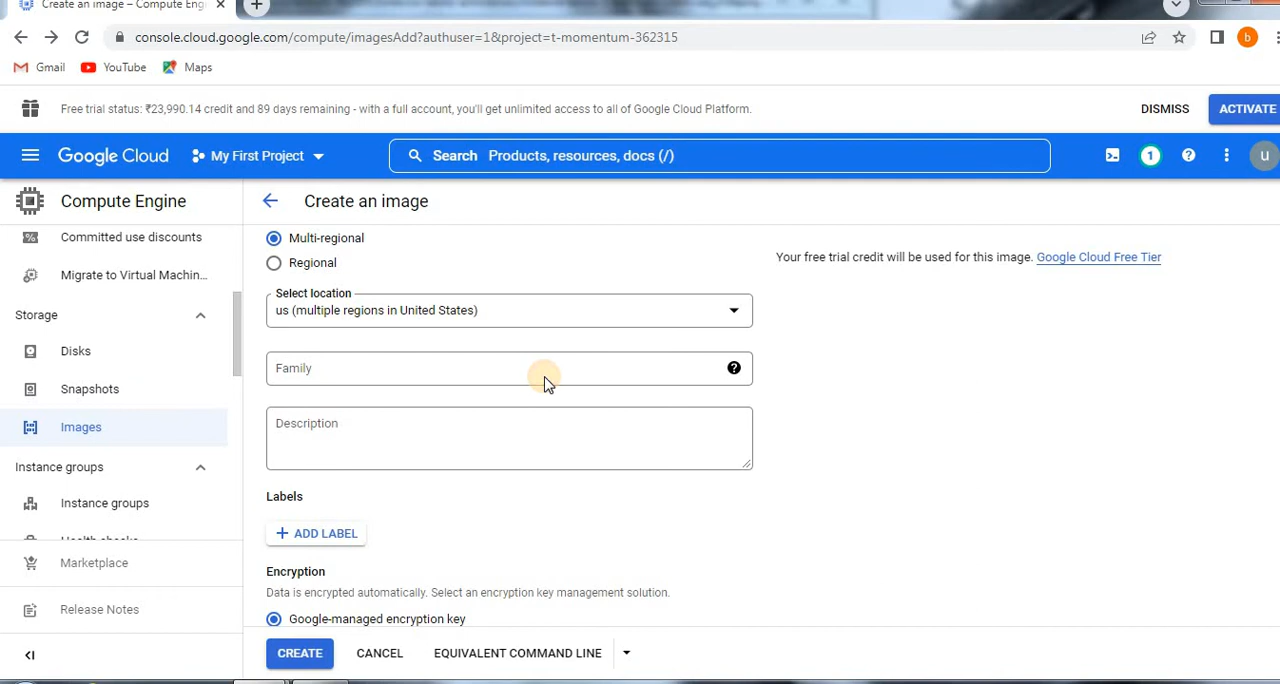 Create an image – Compute Engi
console.cloud.google.com/compute/imagesAdd?authuser=1&project=t-momentum-362315
b
Gmail
YouTube
Maps
Free trial status: ₹23,990.14 credit and 89 days remaining - with a full account, you'll get unlimited access to all of Google Cloud Platform.
DISMISS
ACTIVATE
Google Cloud
My First Project
Search Products, resources, docs (/)
1
u
Compute Engine
Create an image
Committed use discounts
Migrate to Virtual Machin...
Storage
Disks
Snapshots
Images
Instance groups
Instance groups
Health checks
Marketplace
Release Notes
Multi-regional
Regional
Select location
us (multiple regions in United States)
Family
Description
Labels
+ ADD LABEL
Encryption
Data is encrypted automatically. Select an encryption key management solution.
Google-managed encryption key
CREATE
CANCEL
EQUIVALENT COMMAND LINE
Your free trial credit will be used for this image. Google Cloud Free Tier